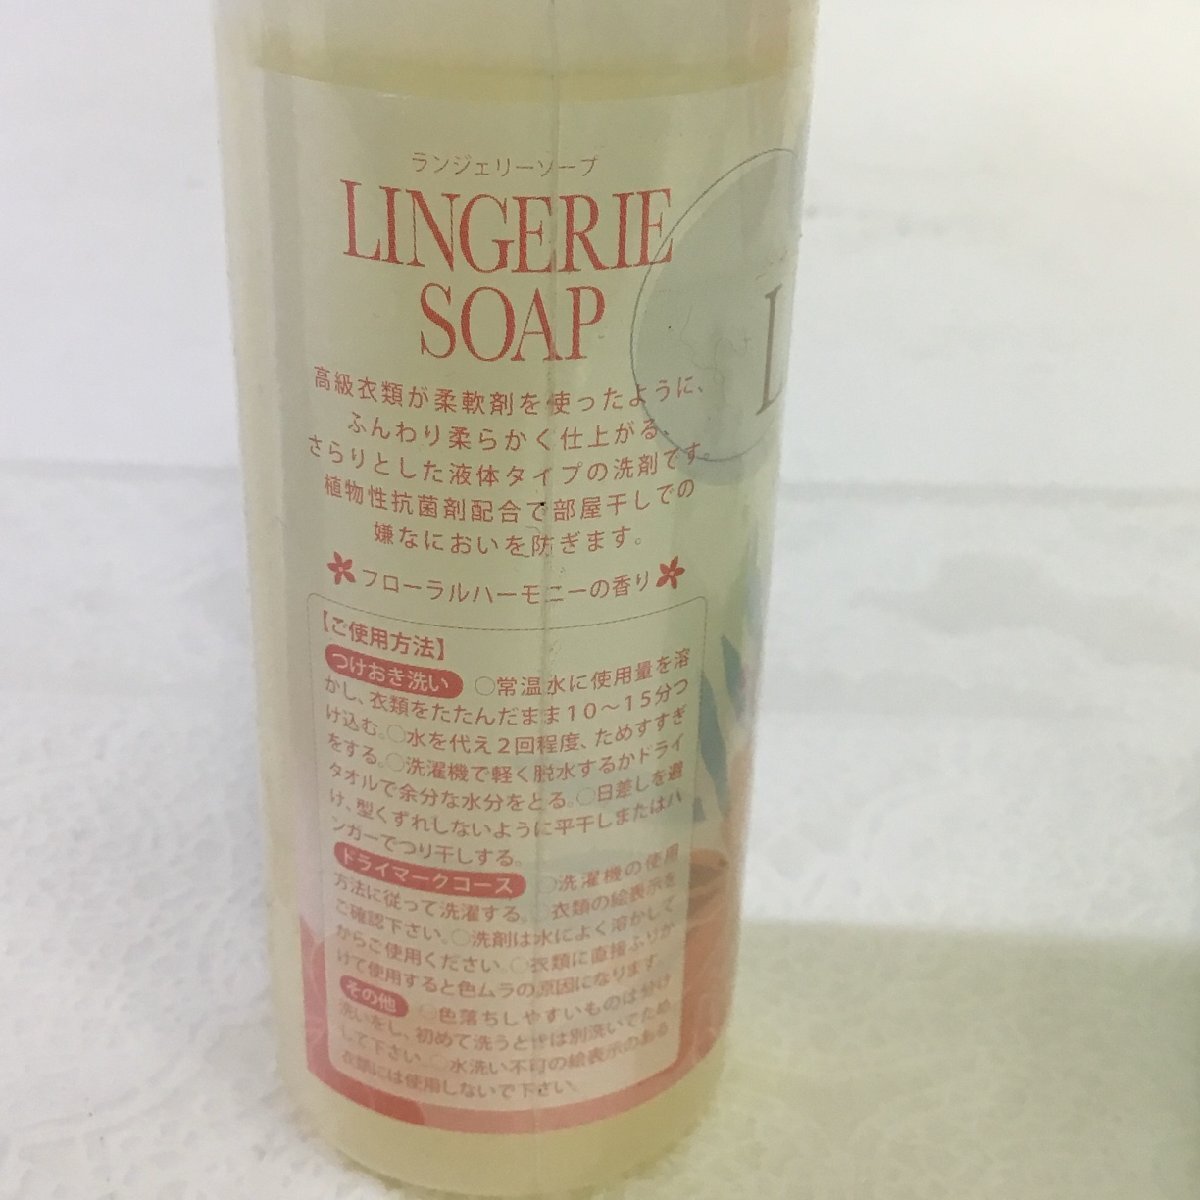 ランジェリーソープ
LINGERIE
SOAP
高級衣類が柔軟剤を使ったように、
ふんわり柔らかく仕上がる、
さらりとした液体タイプの洗剤です。
植物性抗菌剤配合で部屋干しでの
嫌なにおいを防ぎます。
フローラルハーモニーの香り
【ご使用方法】
つけおき洗い ○常温水に使用量を溶
かし、衣類をたたんだまま10〜15分つ
け込む。○水を代え2回程度、ためすすぎ
をする。○洗濯機で軽く脱水するかドライ
タオルで余分な水分をとる。○日差しを避
け、型くずれしないように平干しまたはハ
ンガーでつり干しする。
ドライマークコース ○洗濯機の使用
方法に従って洗濯する。○衣類の絵表示を
ご確認下さい。○洗剤は水によく溶かして
からご使用ください。○衣類に直接ふりか
けて使用すると色ムラの原因になります。
その他 ○色落ちしやすいものは分け
洗いをし、初めて洗うときは別洗いでため
して下さい。○水洗い不可の絵表示のある
衣類には使用しないで下さい。
L